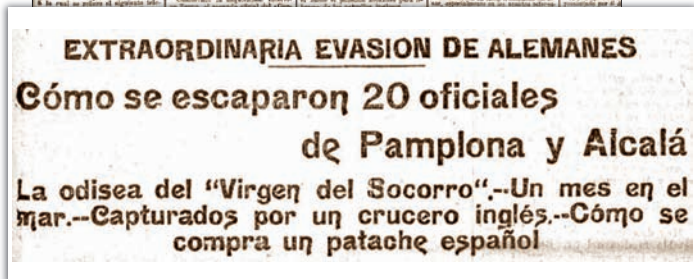 EXTRAORDINARIA EVASION DE ALEMANES
Cómo se escaparon 20 oficiales
de Pamplona y Alcalá
La odisea del "Virgen del Socorro".--Un mes en el
mar.--Capturados por un crucero inglés.--Cómo se
compra un patache español